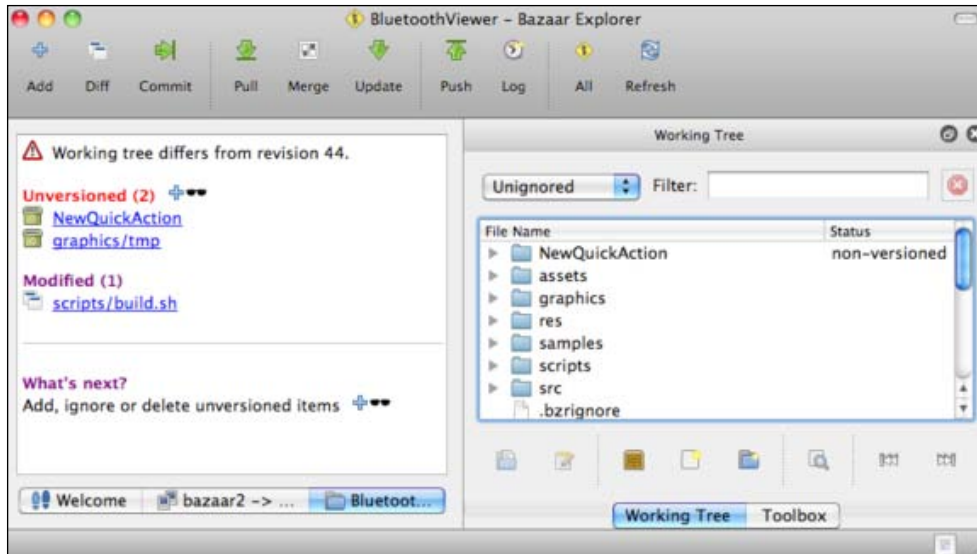 BluetoothViewer – Bazaar Explorer
Add Diff Commit Pull Merge Update Push Log All Refresh
Working tree differs from revision 44.
Unversioned (2)
NewQuickAction
graphics/tmp
Modified (1)
scripts/build.sh
What's next?
Add, ignore or delete unversioned items
Welcome bazaar2 -> ... Bluetoot...
Working Tree
Unignored Filter:
File Name Status
NewQuickAction non-versioned
assets
graphics
res
samples
scripts
src
.bzrignore
Working Tree Toolbox